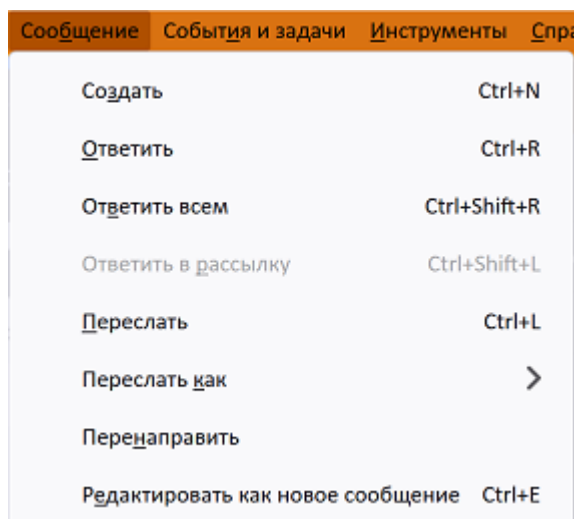 Сообщение События и задачи Инструменты Спра
Создать Ctrl+N
Ответить Ctrl+R
Ответить всем Ctrl+Shift+R
Ответить в рассылку Ctrl+Shift+L
Переслать Ctrl+L
Переслать как
Перенаправить
Редактировать как новое сообщение Ctrl+E